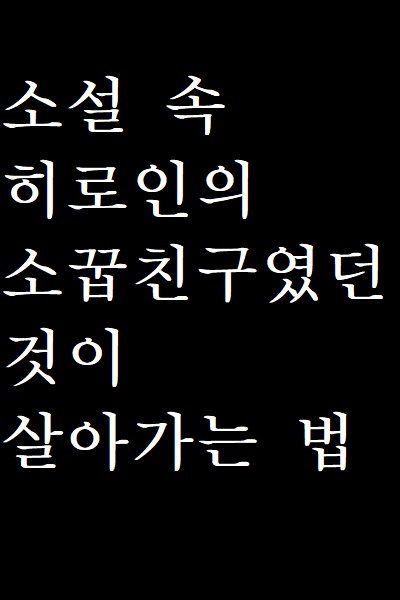 소설 속
히로인의
소꿉친구였던
것이
살아가는 법